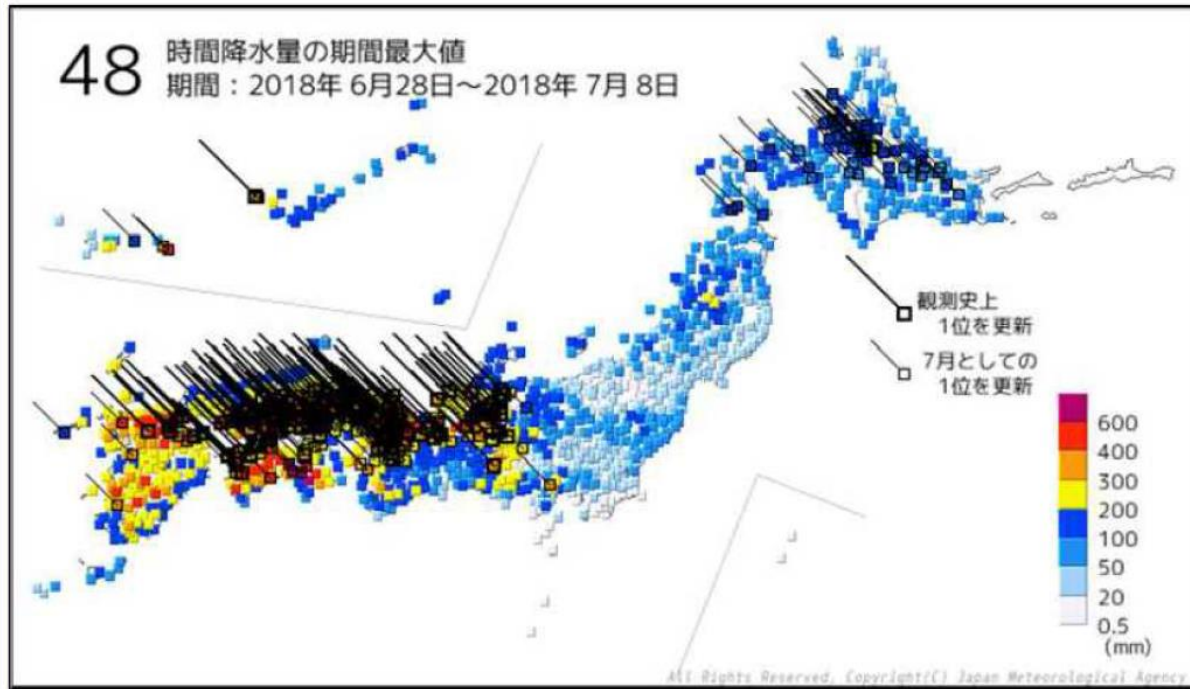 48 時間降水量の期間最大値
期間：2018年 6月28日～2018年 7月 8日
観測史上
1位を更新
7月としての
1位を更新
600
400
300
200
100
50
20
0.5
(mm)
All Rights Reserved, Copyright(C) Japan Meteorological Agency